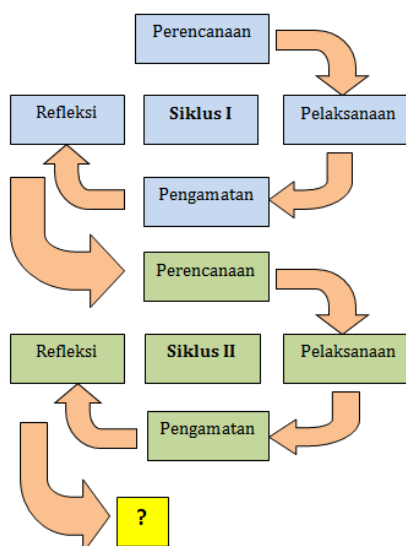 Perencanaan
Refleksi
Siklus I
Pelaksanaan
Pengamatan
Perencanaan
Refleksi
Siklus II
Pelaksanaan
Pengamatan
?